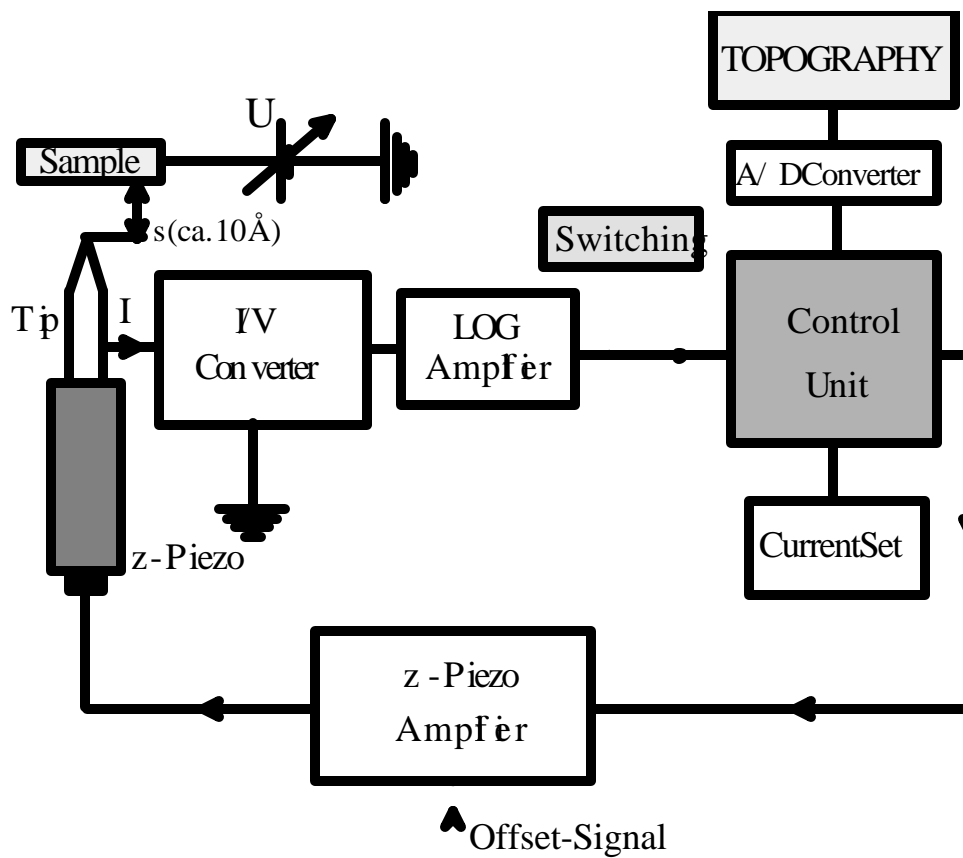 TOPOGRAPHY
U
Sample
A/ DConverter
s(ca.10Å)
Switching
Tip
I
I/V
Converter
LOG
Ampfier
Control
Unit
z-Piezo
CurrentSet
z-Piezo
Ampfier
Offset-Signal